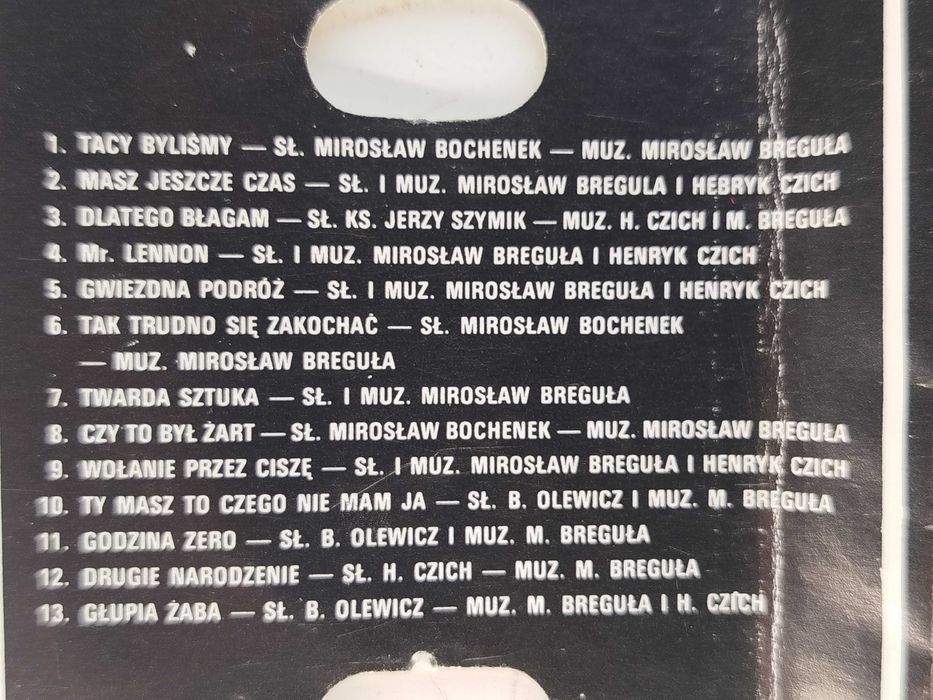 1. TACY BYLIŚMY — SŁ. MIROSŁAW BOCHENEK — MUZ. MIROSŁAW BREGUŁA
2. MASZ JESZCZE CZAS — SŁ. I MUZ. MIROSŁAW BREGULA I HEBRYK CZICH
3. DLATEGO BŁAGAM — SŁ. KS. JERZY SZYMIK — MUZ. H. CZICH I M. BREGUŁA
4. Mr. LENNON — SŁ. I MUZ. MIROSŁAW BREGUŁA I HENRYK CZICH
5. GWIEZDNA PODRÓŻ — SŁ. I MUZ. MIROSŁAW BREGUŁA I HENRYK CZICH
6. TAK TRUDNO SIĘ ZAKOCHAĆ — SŁ. MIROSŁAW BOCHENEK
— MUZ. MIROSŁAW BREGUŁA
7. TWARDA SZTUKA — SŁ. I MUZ. MIROSŁAW BREGUŁA
8. CZY TO BYŁ ŻART — SŁ. MIROSŁAW BOCHENEK — MUZ. MIROSŁAW BREGUŁA
9. WOŁANIE PRZEZ CISZĘ — SŁ. I MUZ. MIROSŁAW BREGUŁA I HENRYK CZICH
10. TY MASZ TO CZEGO NIE MAM JA — SŁ. B. OLEWICZ I MUZ. M. BREGUŁA
11. GODZINA ZERO — SŁ. B. OLEWICZ I MUZ. M. BREGUŁA
12. DRUGIE NARODZENIE — SŁ. H. CZICH — MUZ. M. BREGUŁA
13. GŁUPIA ŻABA — SŁ. B. OLEWICZ — MUZ. M. BREGUŁA I H. CZICH